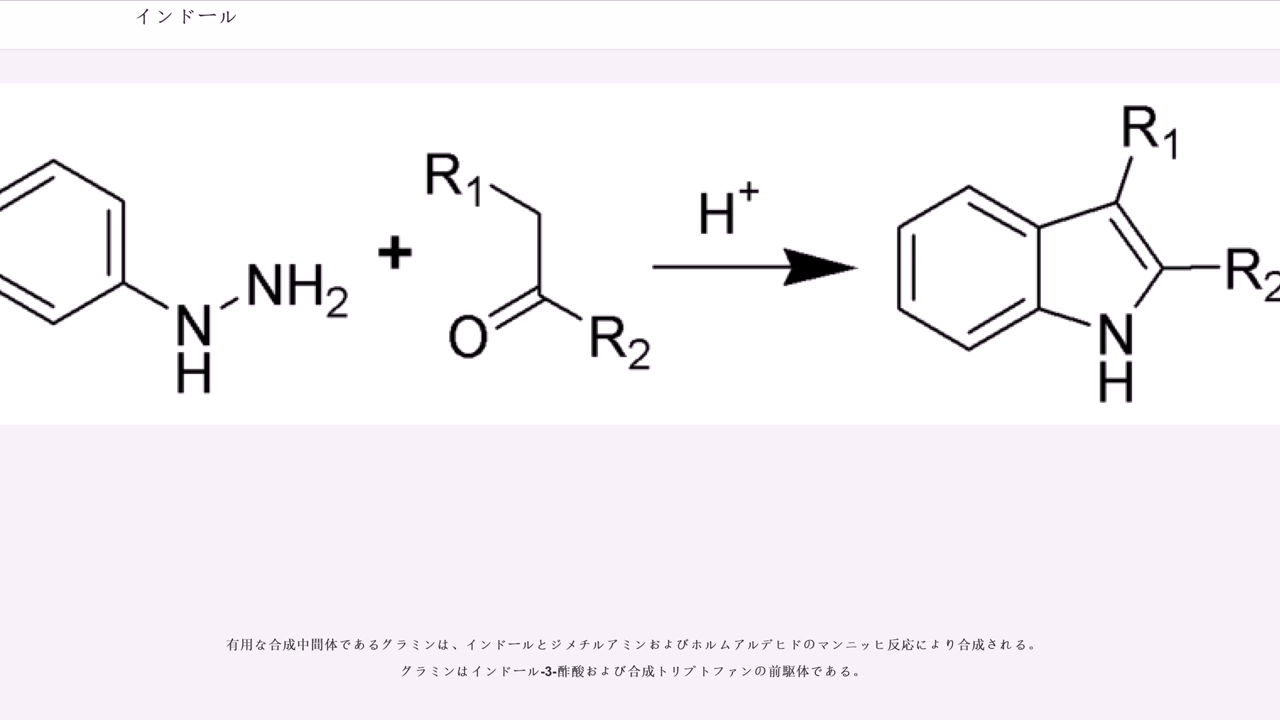 インドール
R1
H+
R1
NH2
+
N
H
O
R2
R2
N
H
有用な合成中間体であるグラミンは、インドールとジメチルアミンおよびホルムアルデヒドのマンニッヒ反応により合成される。
グラミンはインドール-3-酢酸および合成トリプトファンの前駆体である。